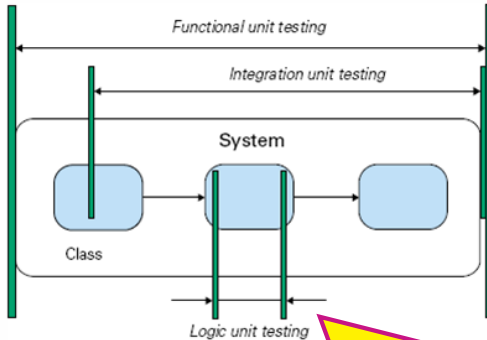 Functional unit testing
Integration unit testing
System
Class
Logic unit testing